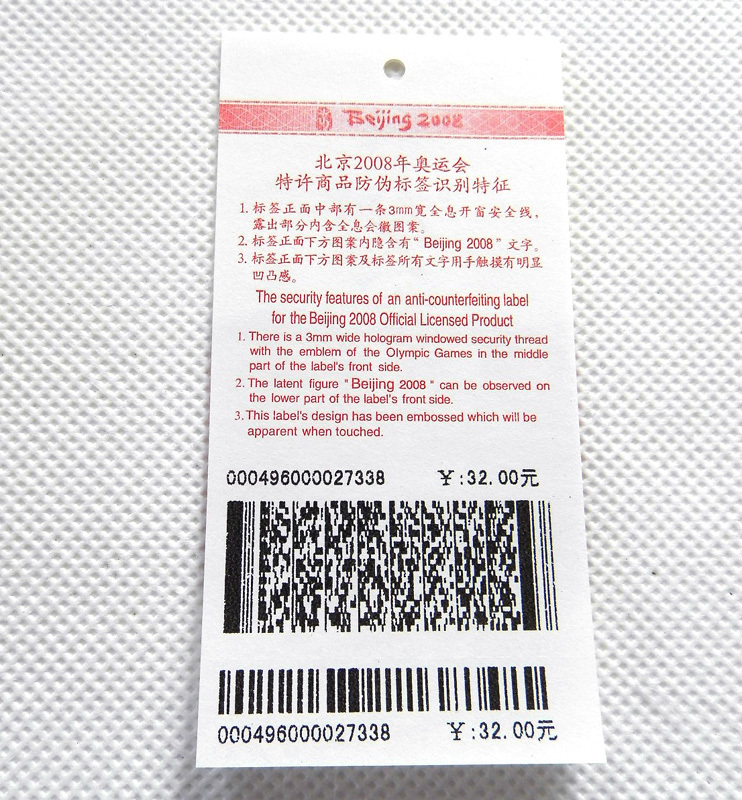 Beijing 2008
北京2008年奥运会
特许商品防伪标签识别特征
1. 标签正面中部有一条3mm宽全息开窗安全线，
露出部分内含全息会徽图案。
2. 标签正面下方图案内隐含有“Beijing 2008”文字。
3. 标签正面下方图案及标签所有文字用手触摸有明显
凹凸感。
The security features of an anti-counterfeiting label
for the Beijing 2008 Official Licensed Product
1. There is a 3mm wide hologram windowed security thread
with the emblem of the Olympic Games in the middle
part of the label's front side.
2. The latent figure "Beijing 2008" can be observed on
the lower part of the label's front side.
3. This label's design has been embossed which will be
apparent when touched.
000496000027338 ¥:32.00元
000496000027338 ¥:32.00元